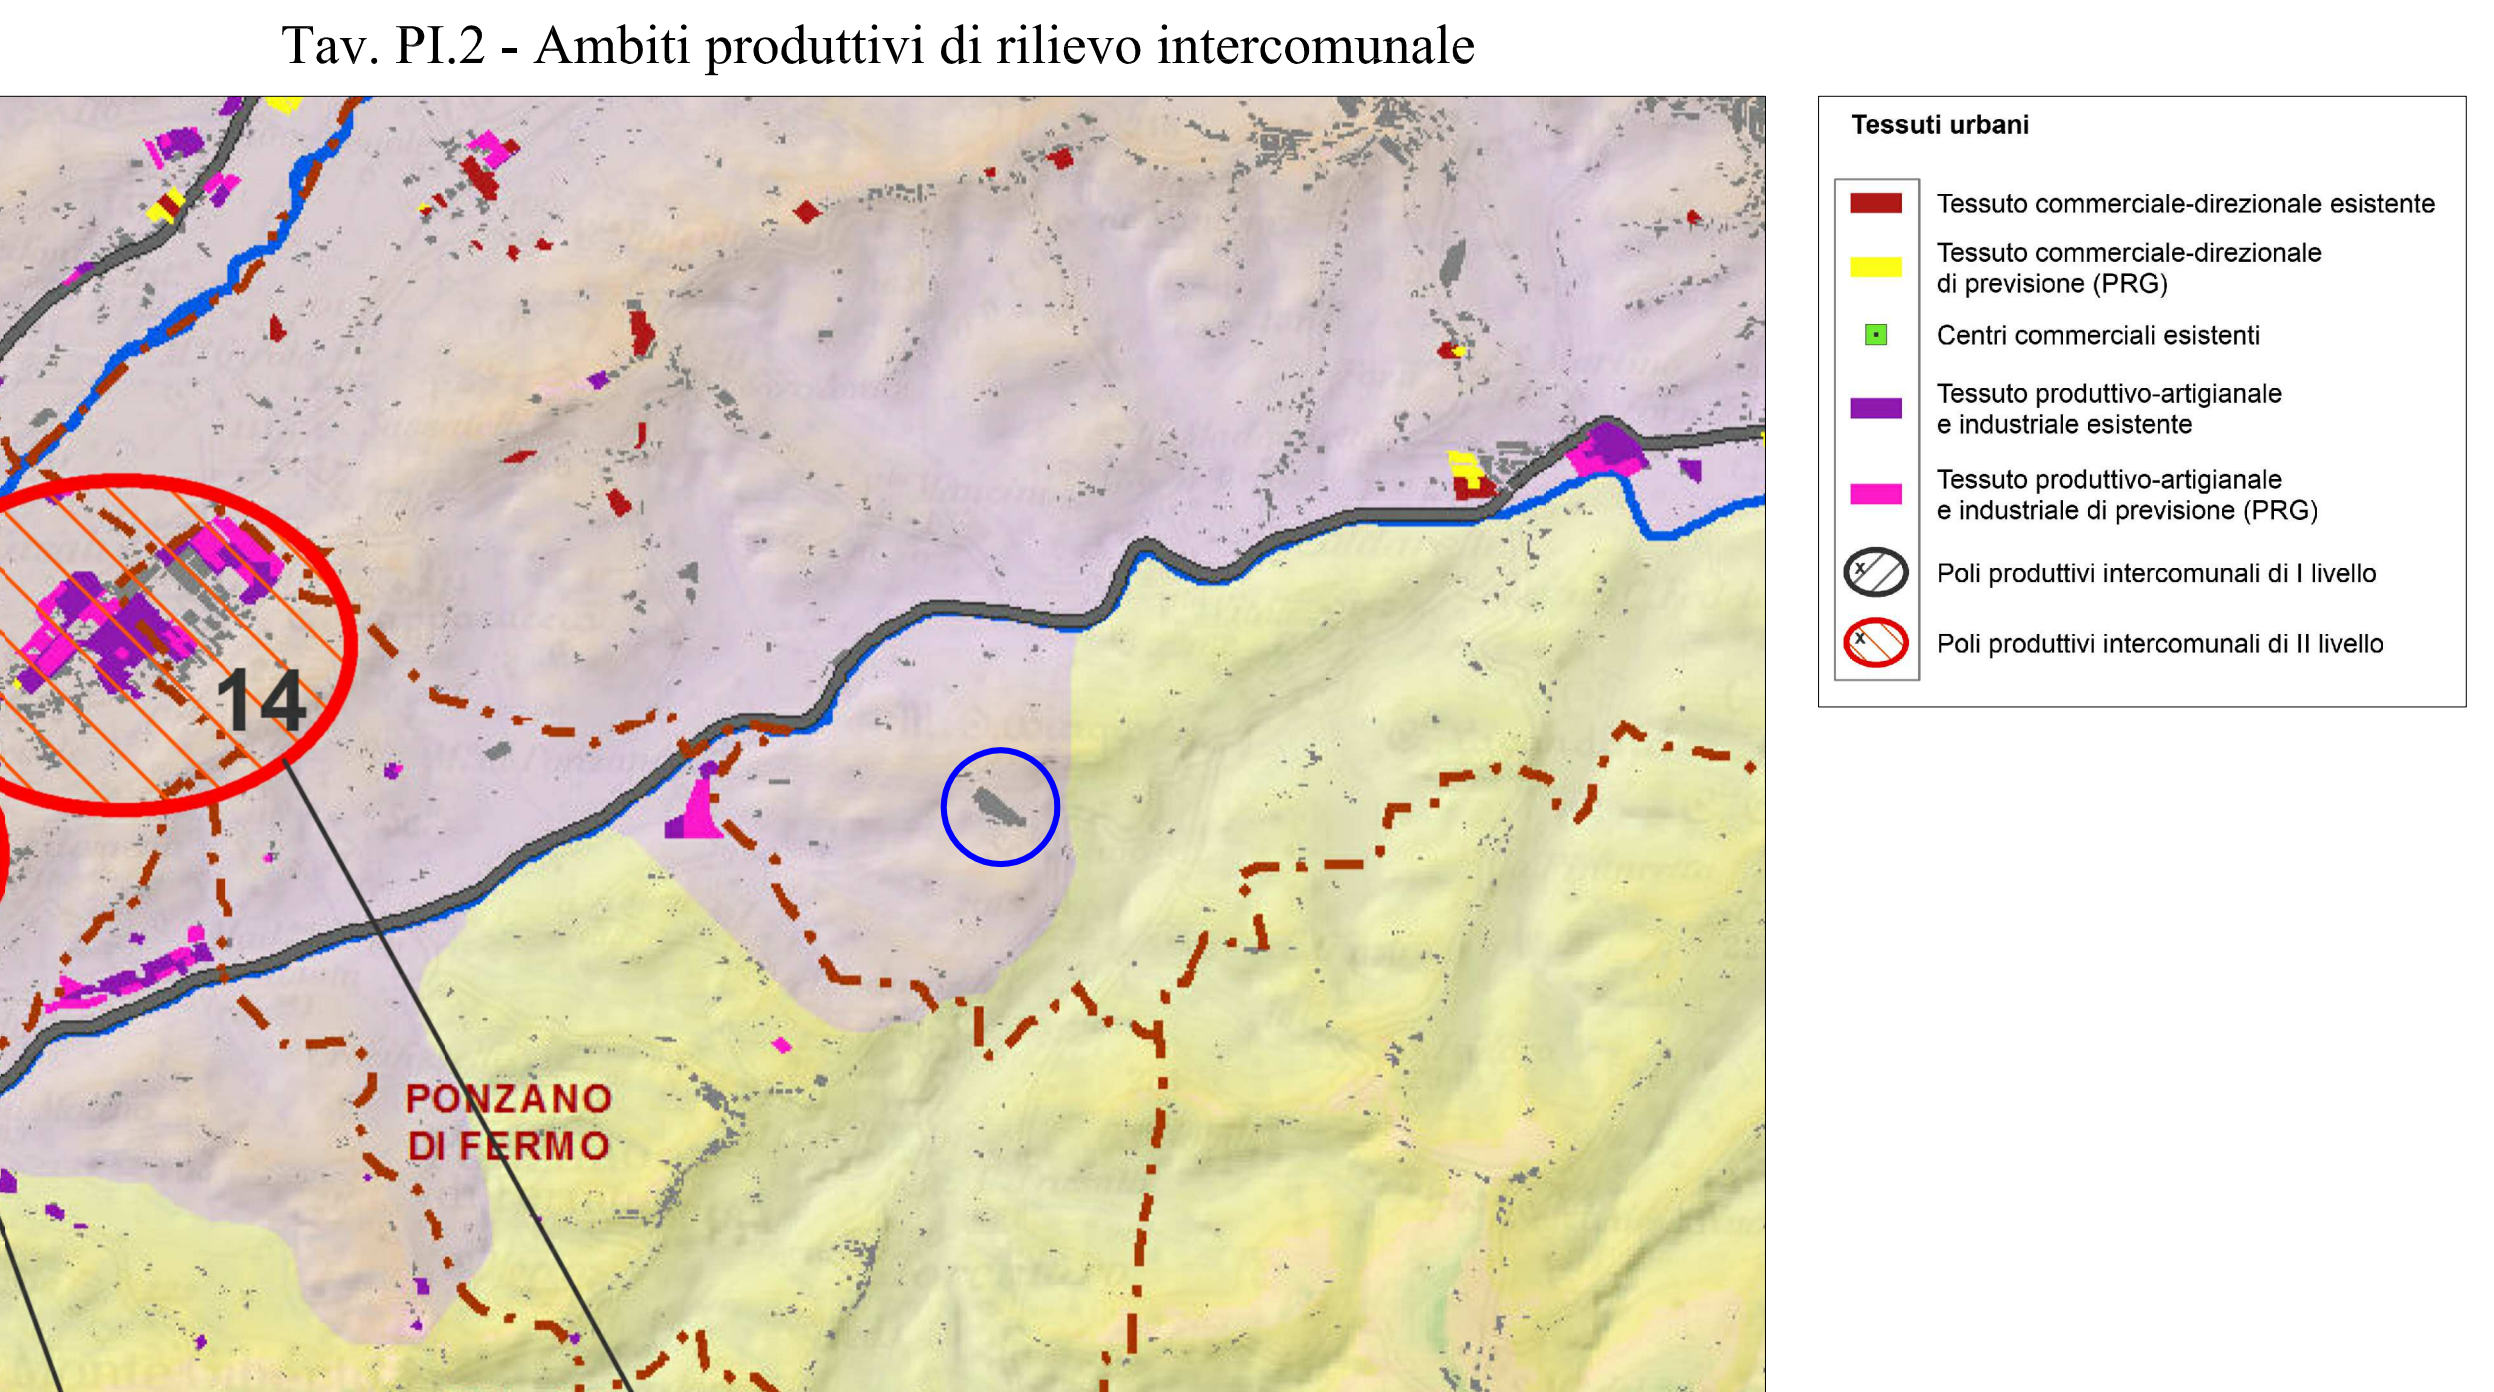 Tav. PI.2 - Ambiti produttivi di rilievo intercomunale
Tessuti urbani
Tessuto commerciale-direzionale esistente
Tessuto commerciale-direzionale
di previsione (PRG)
Centri commerciali esistenti
Tessuto produttivo-artigianale
e industriale esistente
Tessuto produttivo-artigianale
e industriale di previsione (PRG)
x
Poli produttivi intercomunali di I livello
x
Poli produttivi intercomunali di II livello
14
PONZANO
DI FERMO